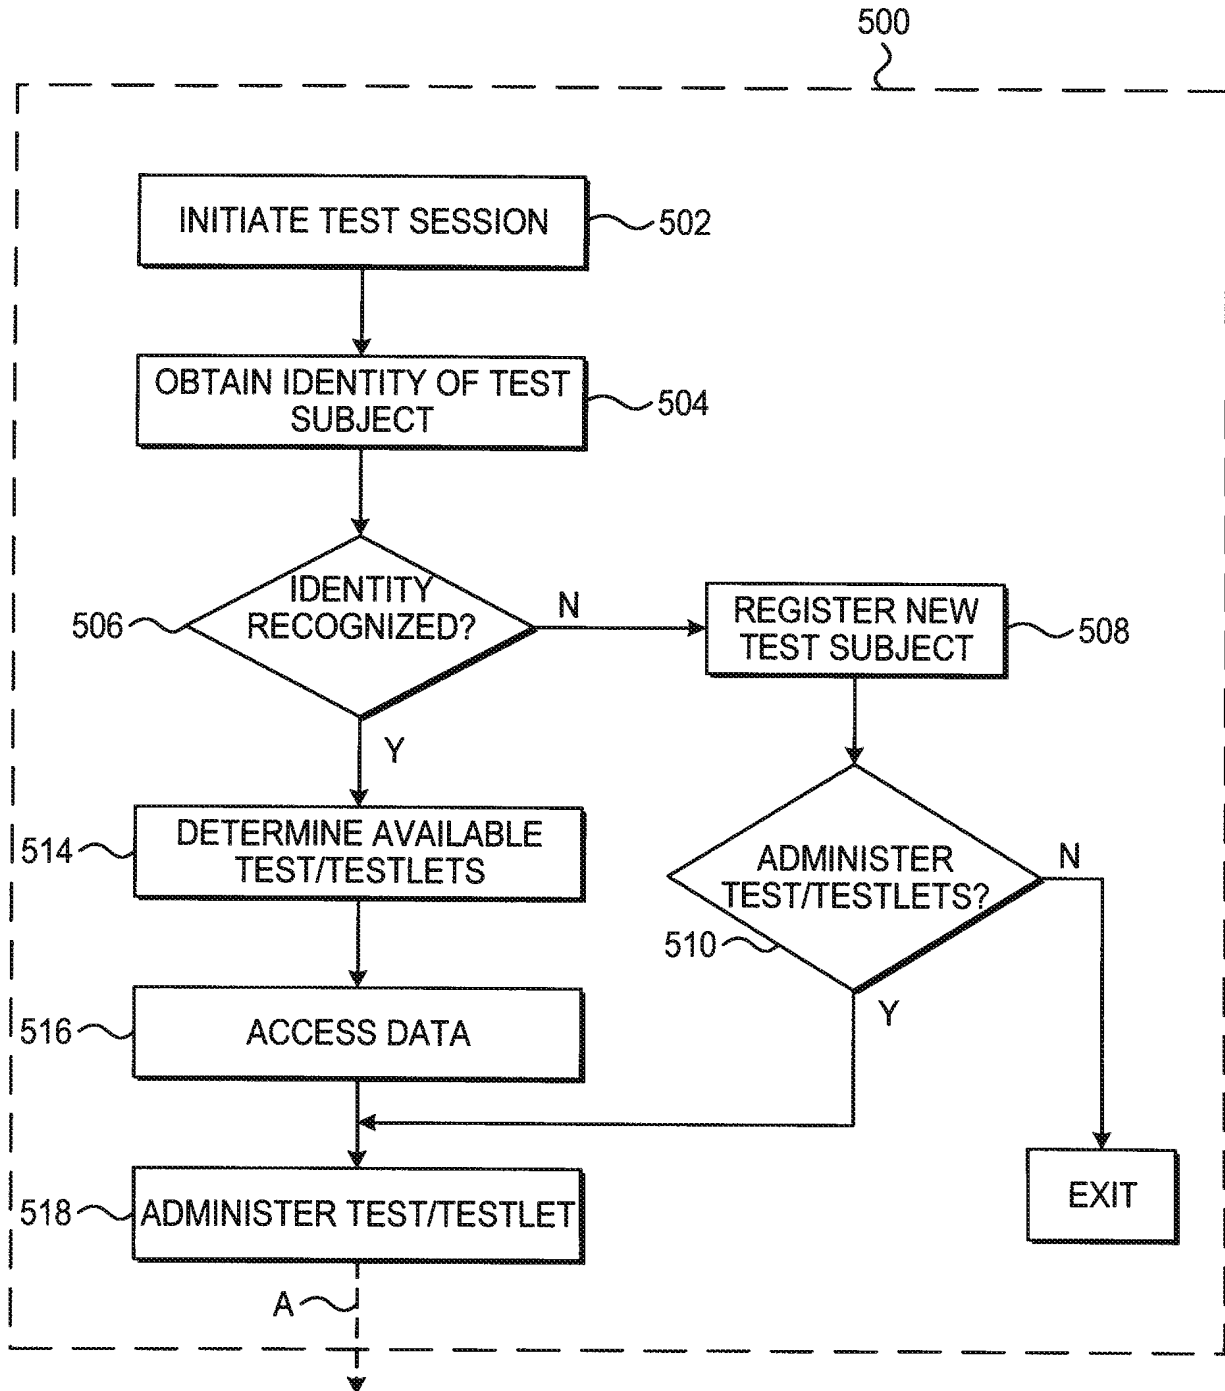 500
INITIATE TEST SESSION
502
OBTAIN IDENTITY OF TEST
SUBJECT
504
IDENTITY
RECOGNIZED?
506
N
REGISTER NEW
TEST SUBJECT
508
Y
DETERMINE AVAILABLE
TEST/TESTLETS
514
ADMINISTER
TEST/TESTLETS?
510
N
Y
516
ACCESS DATA
518
ADMINISTER TEST/TESTLET
EXIT
A